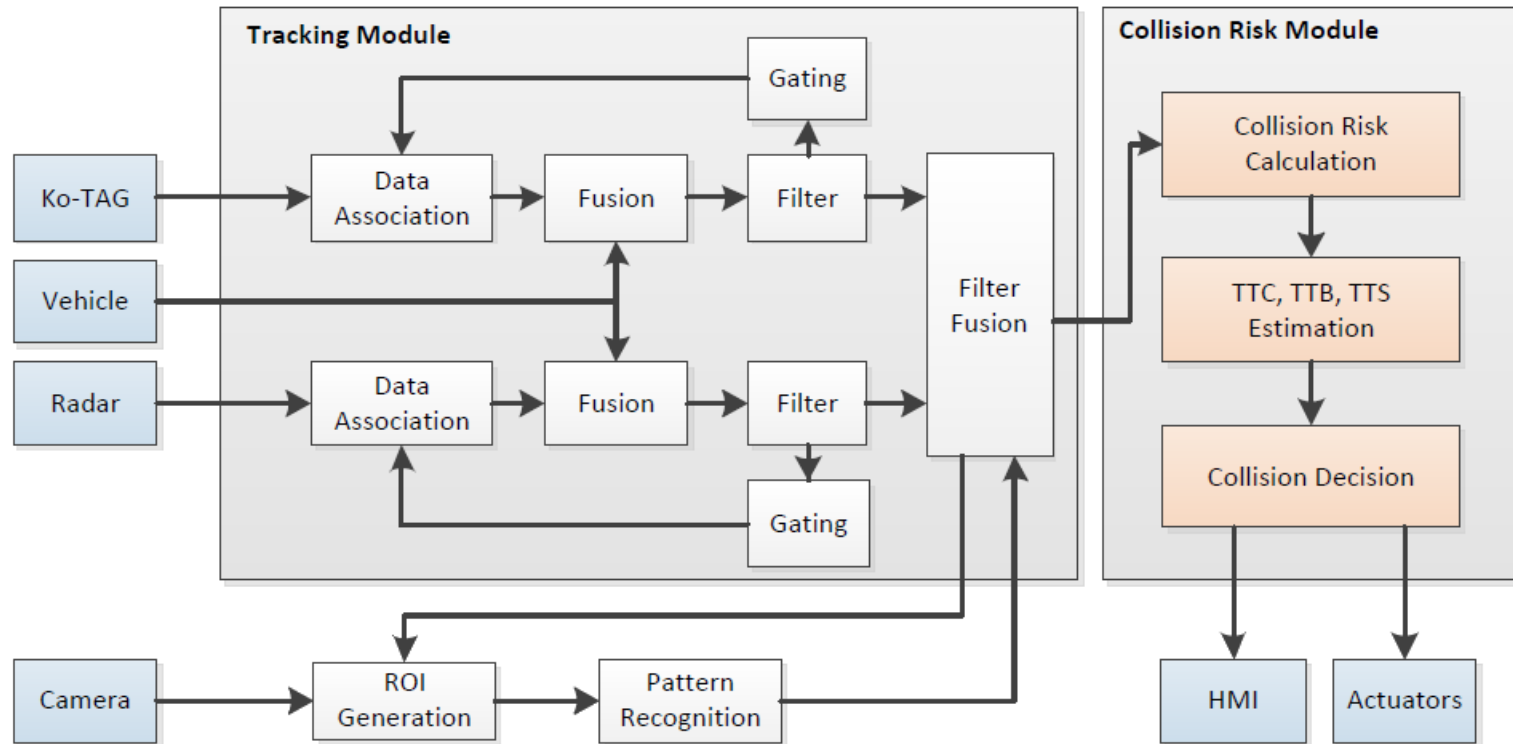 Tracking Module
Collision Risk Module
Gating
Ko-TAG
Data
Association
Fusion
Filter
Collision Risk
Calculation
Vehicle
Filter
Fusion
TTC, TTB, TTS
Estimation
Radar
Data
Association
Fusion
Filter
Collision Decision
Gating
Camera
ROI
Generation
Pattern
Recognition
HMI
Actuators